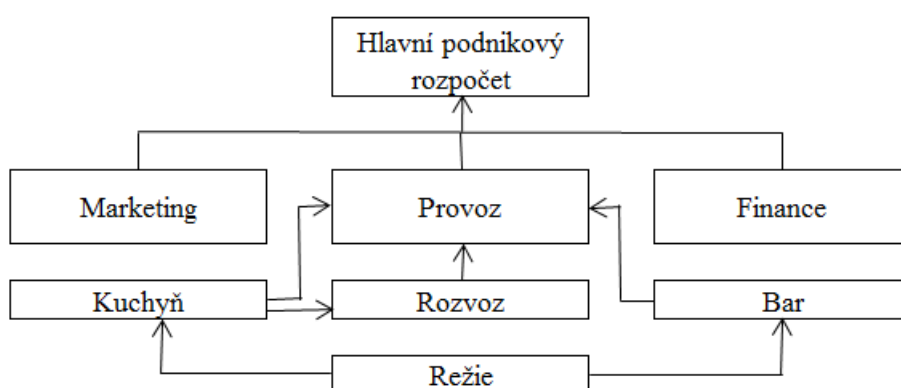 Hlavní podnikový
rozpočet
Marketing
Provoz
Finance
Kuchyň
Rozvoz
Bar
Režie